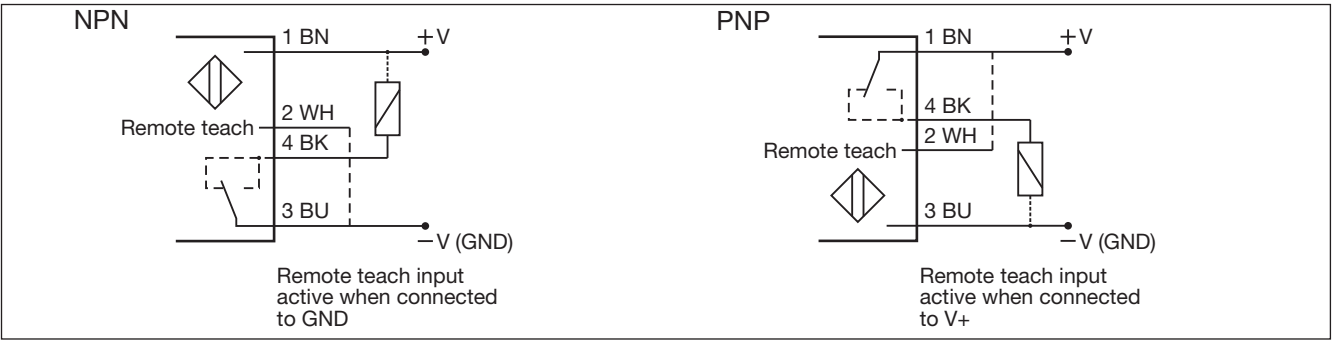 NPN
1 BN
+V
2 WH
Remote teach
4 BK
3 BU
−V (GND)
Remote teach input
active when connected
to GND
PNP
1 BN
+V
4 BK
2 WH
Remote teach
3 BU
−V (GND)
Remote teach input
active when connected
to V+